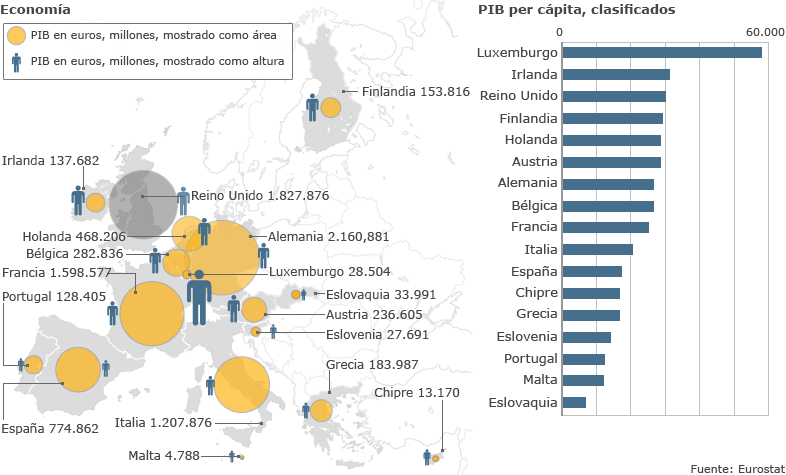 Economía
PIB en euros, millones, mostrado como área
PIB en euros, millones, mostrado como altura
Finlandia 153.816
Irlanda 137.682
Reino Unido 1.827.876
Holanda 468.206
Alemania 2.160,881
Bélgica 282.836
Francia 1.598.577
Luxemburgo 28.504
Portugal 128.405
Eslovaquia 33.991
Austria 236.605
Eslovenia 27.691
Grecia 183.987
Chipre 13.170
España 774.862
Italia 1.207.876
Malta 4.788
PIB per cápita, clasificados
0 60.000
Luxemburgo
Irlanda
Reino Unido
Finlandia
Holanda
Austria
Alemania
Bélgica
Francia
Italia
España
Chipre
Grecia
Eslovenia
Portugal
Malta
Eslovaquia
Fuente: Eurostat